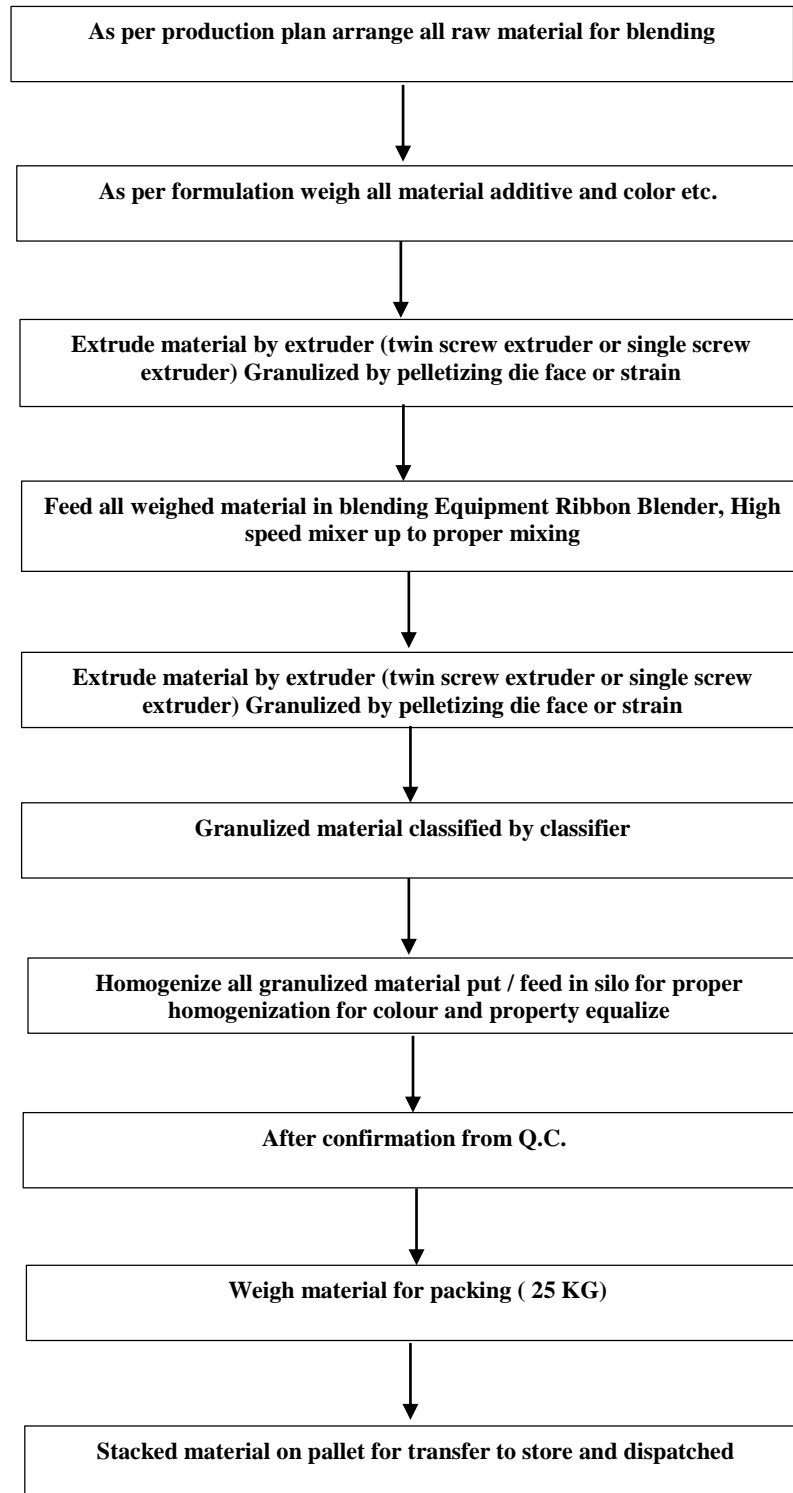 As per production plan arrange all raw material for blending
As per formulation weigh all material additive and color etc.
Extrude material by extruder (twin screw extruder or single screw
extruder) Granulized by pelletizing die face or strain
Feed all weighed material in blending Equipment Ribbon Blender, High
speed mixer up to proper mixing
Extrude material by extruder (twin screw extruder or single screw
extruder) Granulized by pelletizing die face or strain
Granulized material classified by classifier
Homogenize all granulized material put / feed in silo for proper
homogenization for colour and property equalize
After confirmation from Q.C.
Weigh material for packing ( 25 KG)
Stacked material on pallet for transfer to store and dispatched